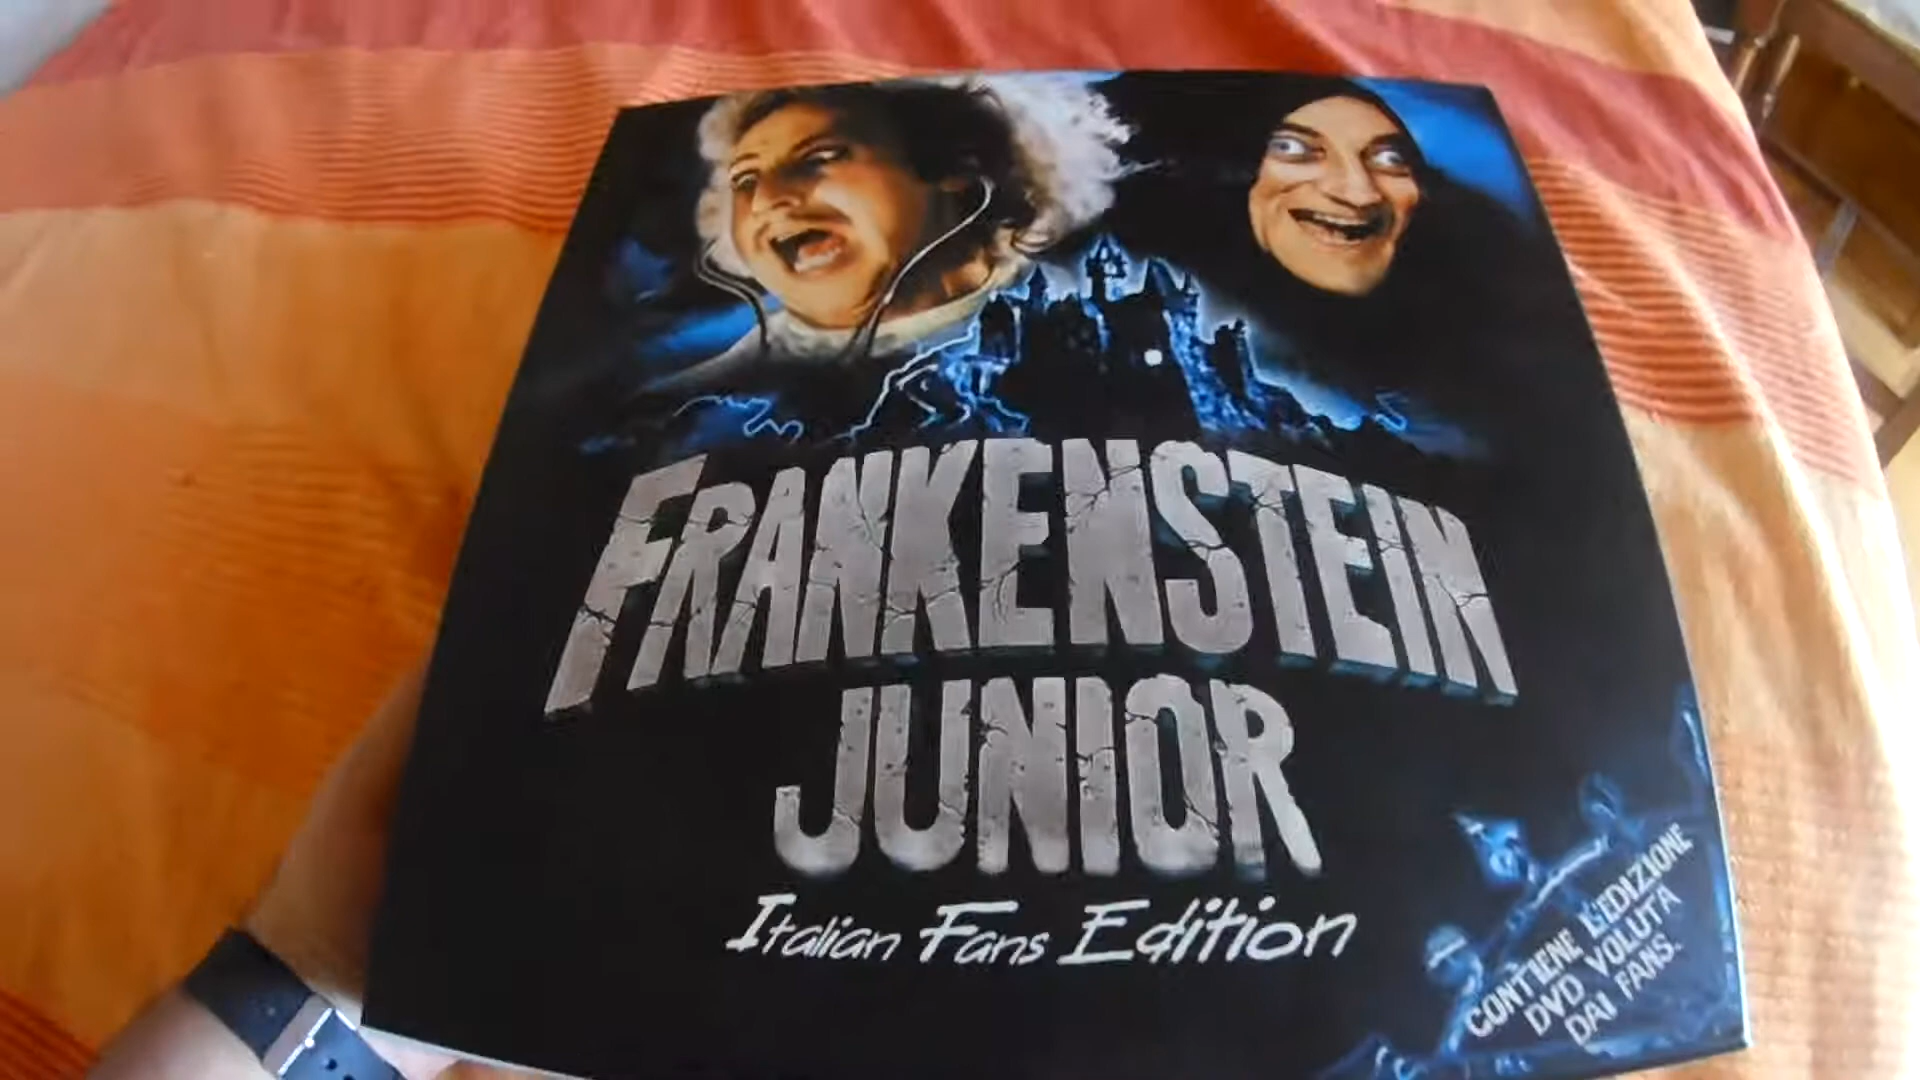 FRANKENSTEIN
JUNIOR
Italian Fans Edition
CONTIENE L'EDIZIONE
DVD VOLUTA
DAI FANS.